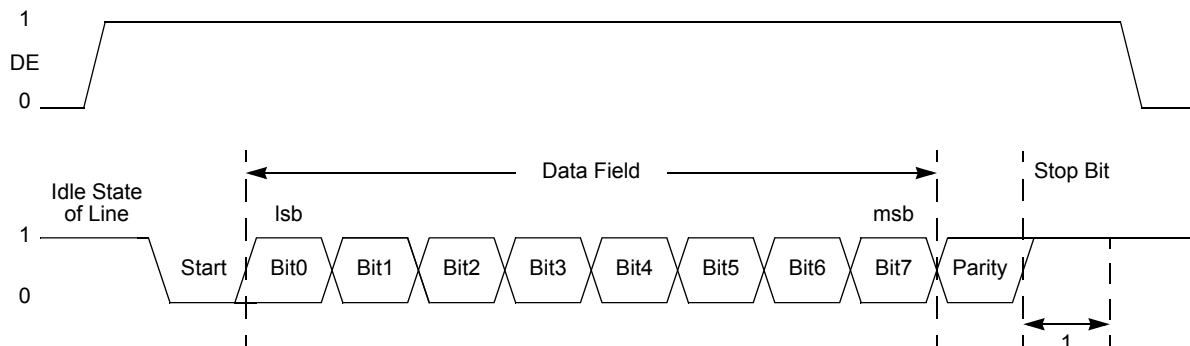 1
DE
0
Data Field
Stop Bit
Idle State
of Line
lsb
msb
1
Start
Bit0
Bit1
Bit2
Bit3
Bit4
Bit5
Bit6
Bit7
Parity
0
1